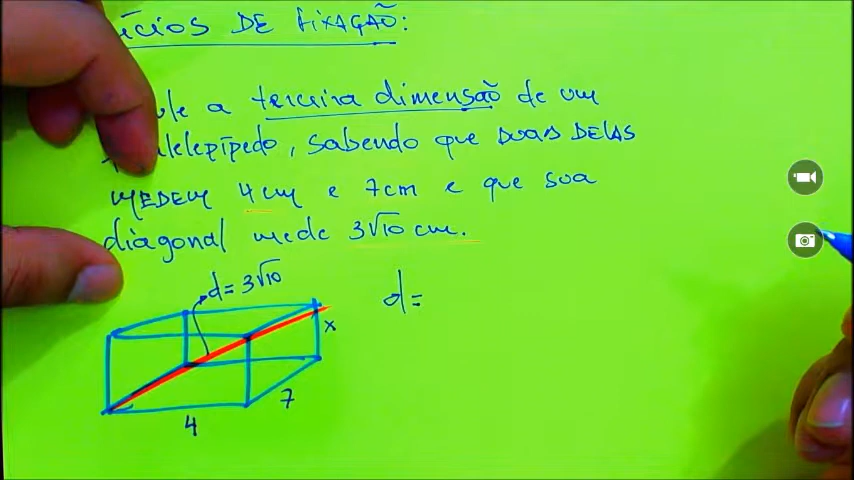 DE FIXAÇÃO:
a terceira dimensão de um
sabendo que DUAS DELAS
MEDEM 4cm e 7cm e que sua
diagonal mede 3√10 cm.
d=3√10
d=
x
7
4